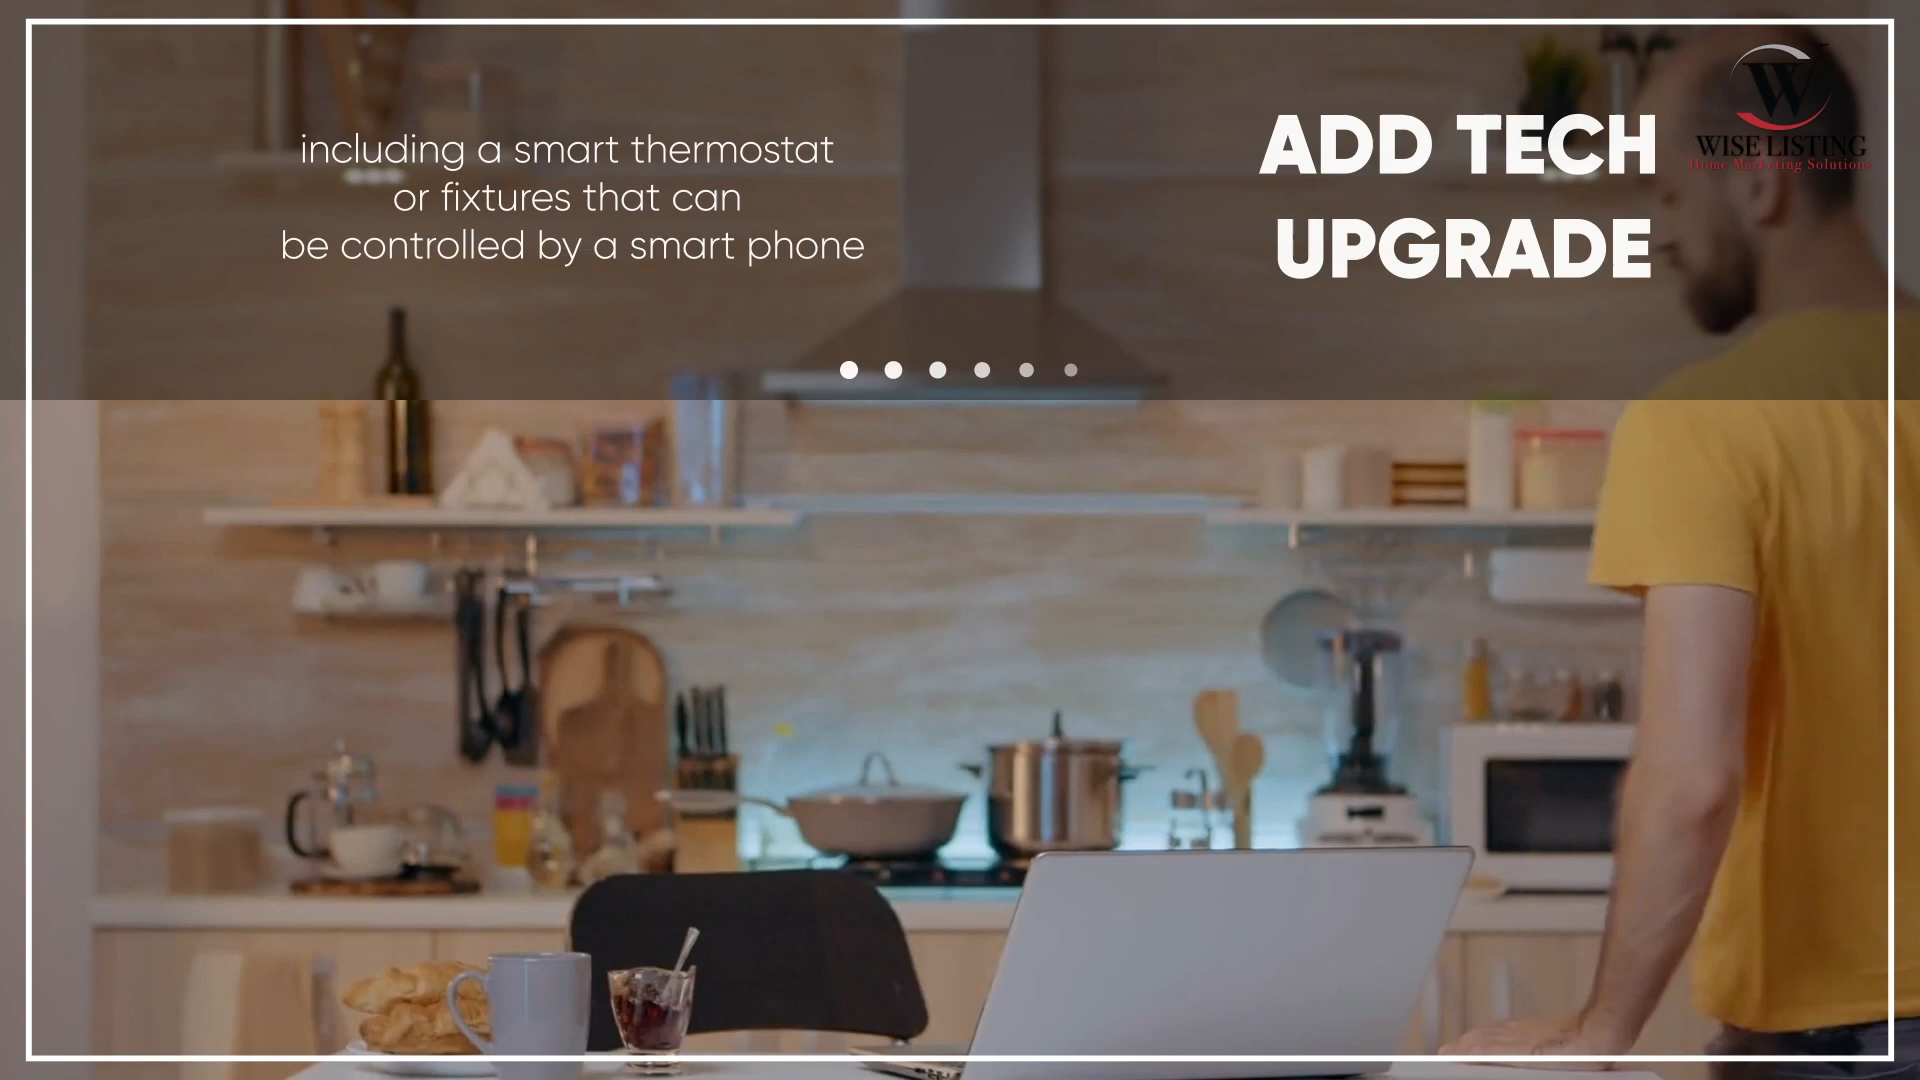 including a smart thermostat
or fixtures that can
be controlled by a smart phone
ADD TECH
UPGRADE
W
WISE LISTING
Home Marketing Solutions